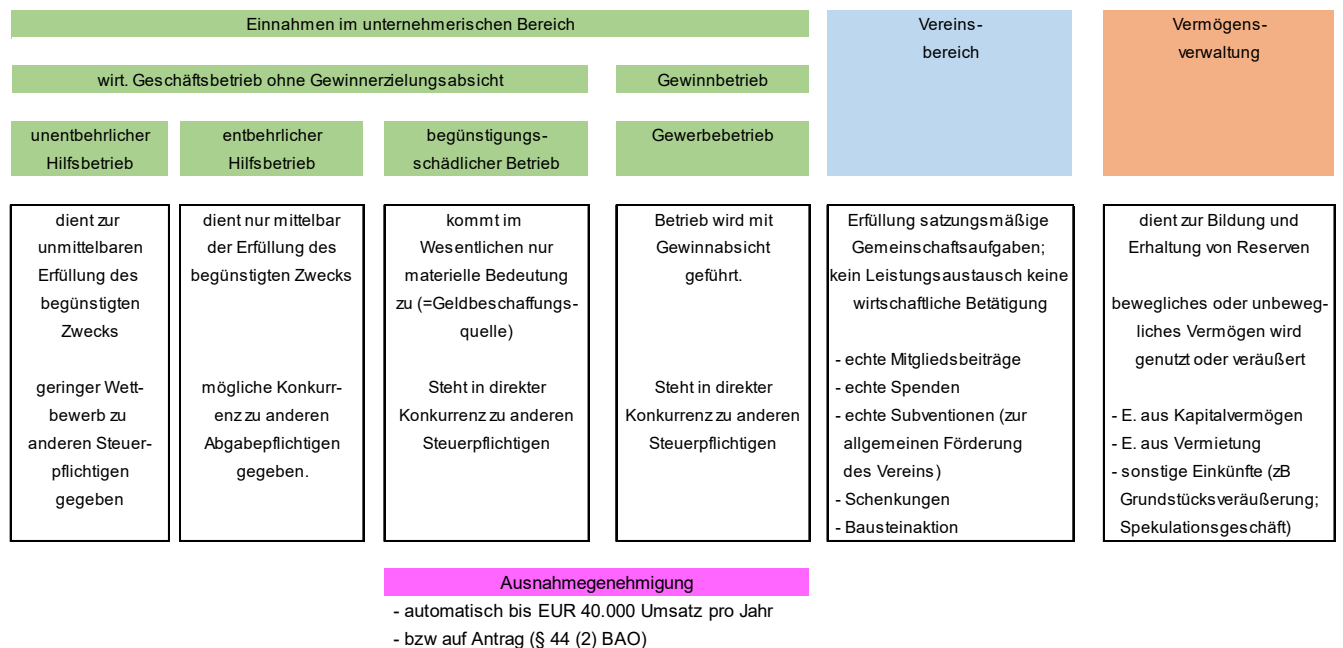 Einnahmen im unternehmerischen Bereich
wirt. Geschäftsbetrieb ohne Gewinnerzielungsabsicht
Gewinnbetrieb
unentbehrlicher
Hilfsbetrieb
entbehrlicher
Hilfsbetrieb
begünstigungs-
schädlicher Betrieb
Gewerbebetrieb
Vereins-
bereich
Vermögens-
verwaltung
dient zur
unmittelbaren
Erfüllung des
begünstigten
Zwecks
geringer Wett-
bewerb zu
anderen Steuer-
pflichtigen
gegeben
dient nur mittelbar
der Erfüllung des
begünstigten Zwecks
mögliche Konkurr-
enz zu anderen
Abgabepflichtigen
gegeben.
kommt im
Wesentlichen nur
materielle Bedeutung
zu (=Geldbeschaffungs-
quelle)
Steht in direkter
Konkurrenz zu anderen
Steuerpflichtigen
Betrieb wird mit
Gewinnabsicht
geführt.
Steht in direkter
Konkurrenz zu anderen
Steuerpflichtigen
Erfüllung satzungsmäßige
Gemeinschaftsaufgaben;
kein Leistungsaustausch keine
wirtschaftliche Betätigung
- echte Mitgliedsbeiträge
- echte Spenden
- echte Subventionen (zur
allgemeinen Förderung
des Vereins)
- Schenkungen
- Bausteinaktion
dient zur Bildung und
Erhaltung von Reserven
bewegliches oder unbeweg-
liches Vermögen wird
genutzt oder veräußert
- E. aus Kapitalvermögen
- E. aus Vermietung
- sonstige Einkünfte (zB
Grundstücksveräußerung;
Spekulationsgeschäft)
Ausnahmegenehmigung
- automatisch bis EUR 40.000 Umsatz pro Jahr
- bzw auf Antrag (§ 44 (2) BAO)